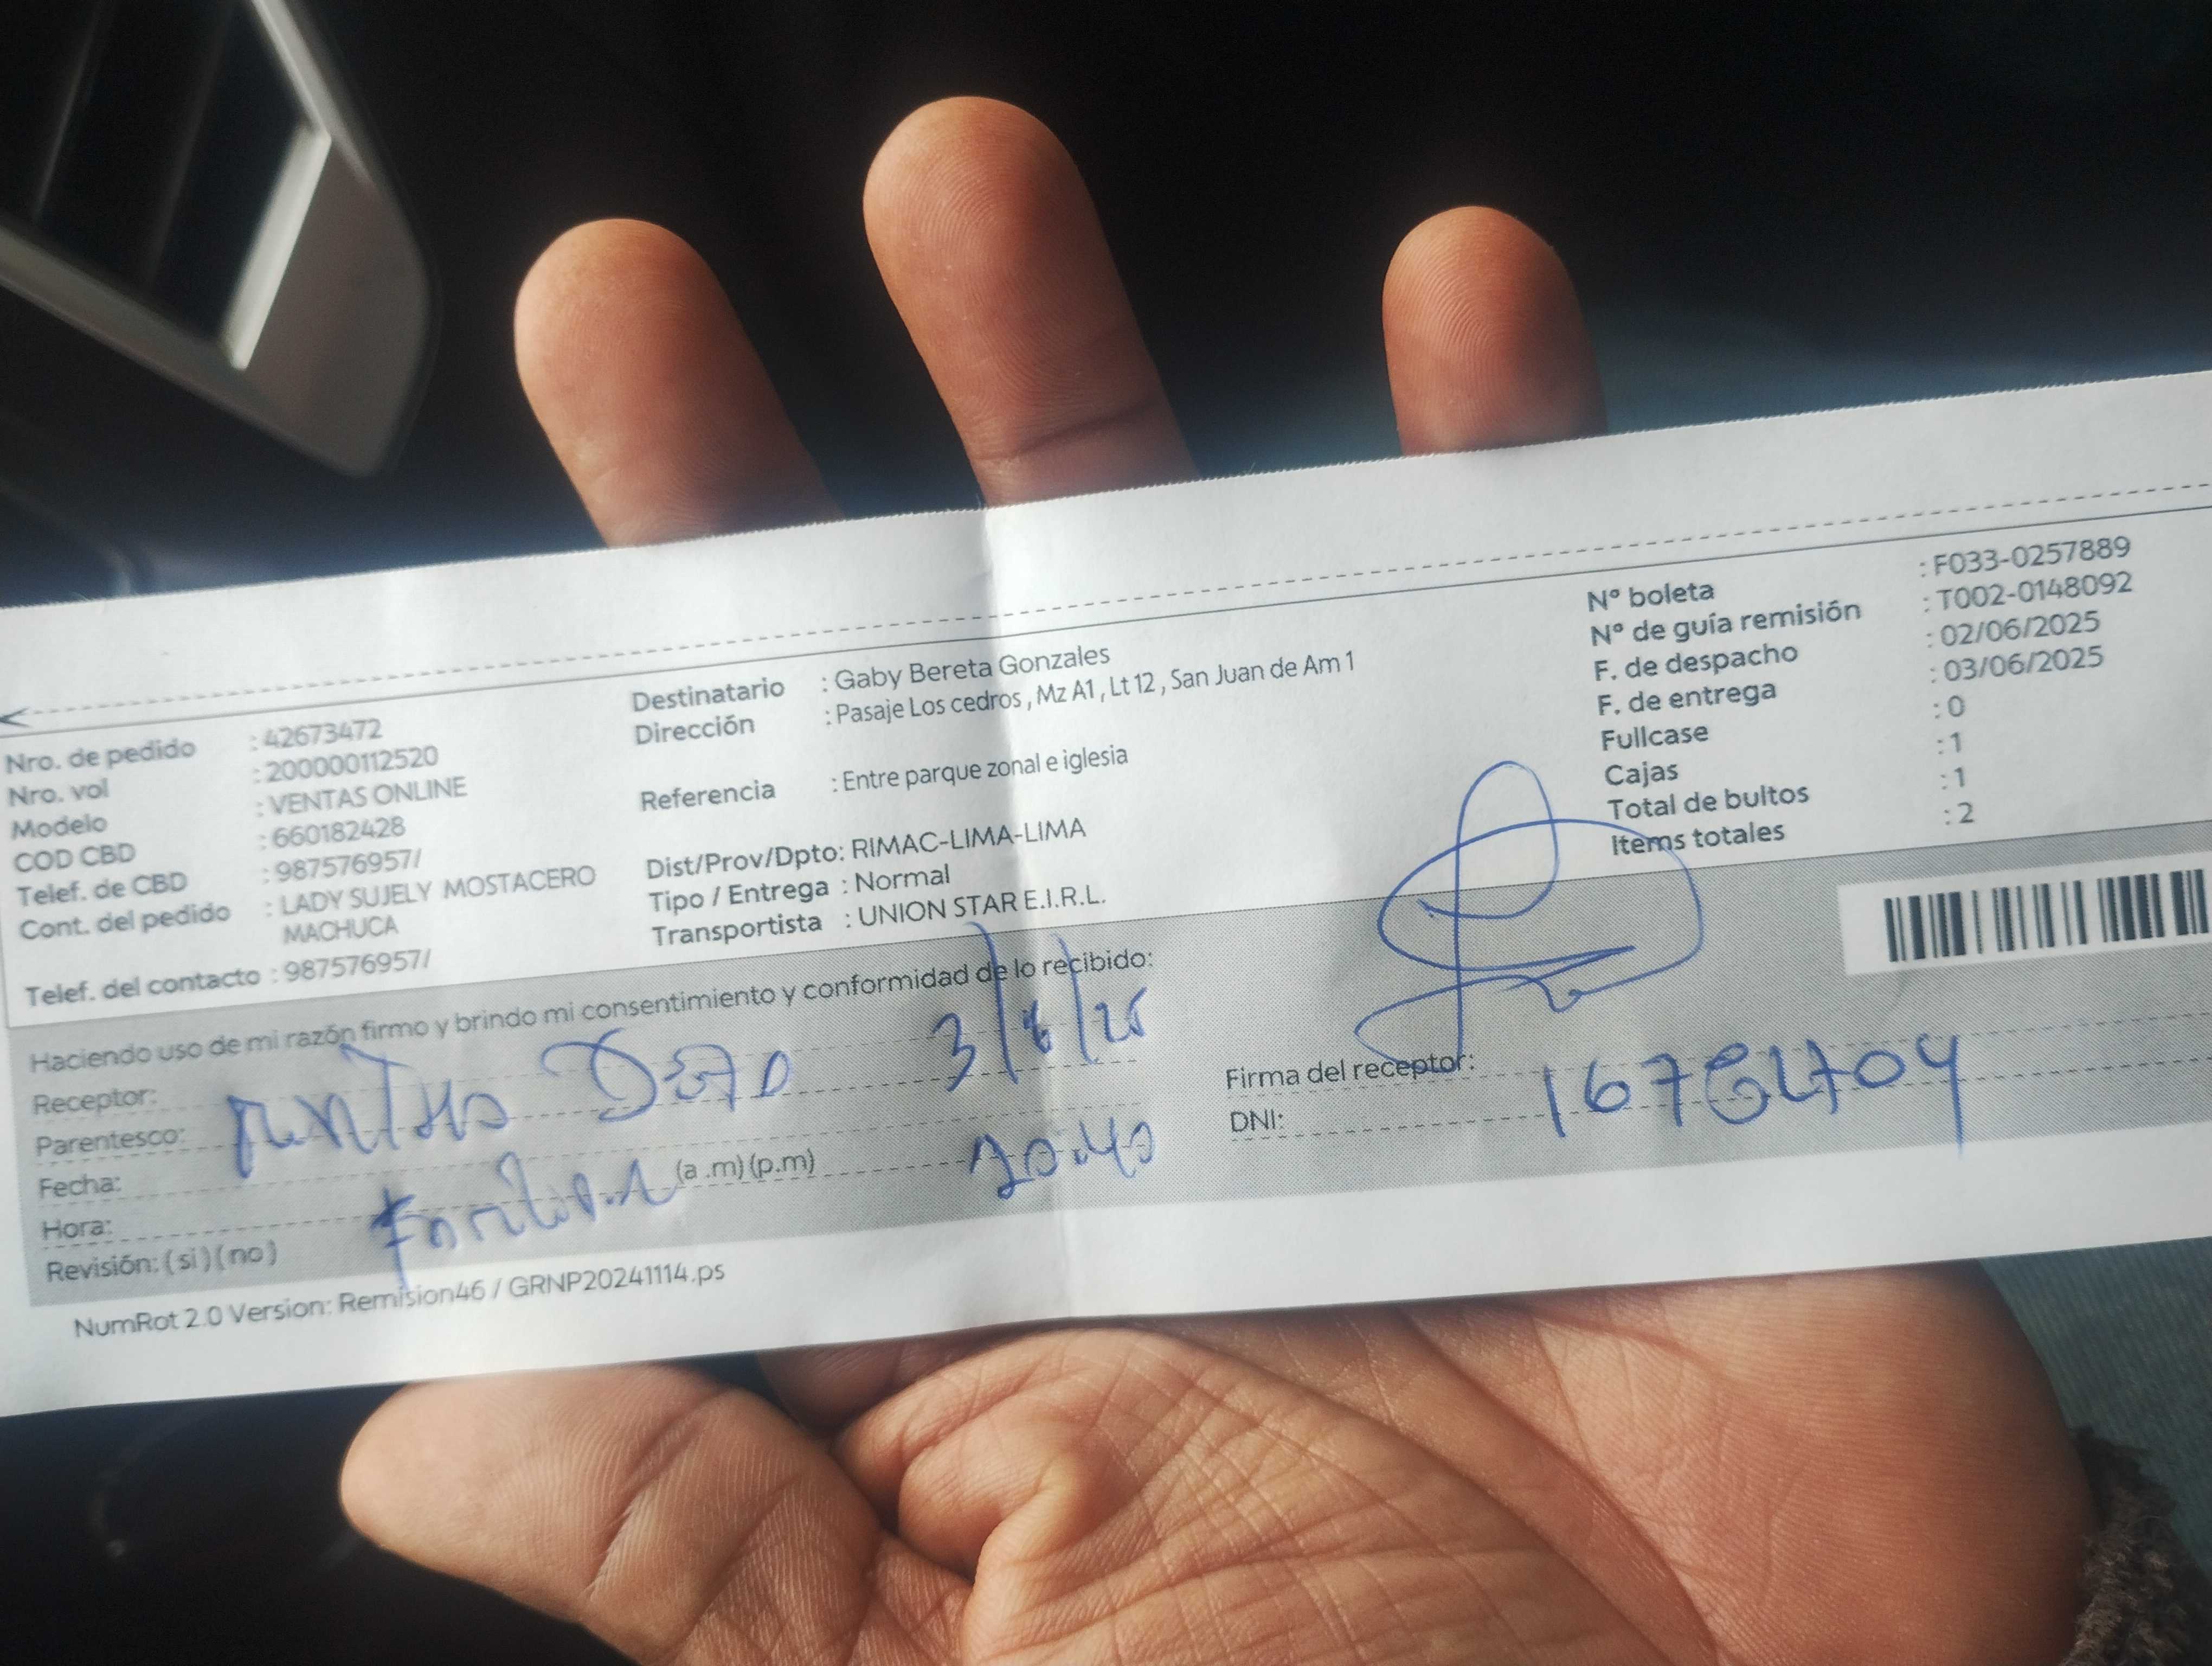 Nro. de pedido : 42673472
Nro. vol : 200000112520
Modelo : VENTAS ONLINE
COD CBD : 660182428
Telef. de CBD : 987576957/
Cont. del pedido : LADY SUJELY MOSTACERO
MACHUCA
Telef. del contacto : 987576957/
Destinatario : Gaby Bereta Gonzales
Dirección : Pasaje Los cedros , Mz A1 , Lt 12 , San Juan de Am 1
Referencia : Entre parque zonal e iglesia
Dist/Prov/Dpto: RIMAC-LIMA-LIMA
Tipo / Entrega : Normal
Transportista : UNION STAR E.I.R.L.
N° boleta : F033-0257889
N° de guía remisión : T002-0148092
F. de despacho : 02/06/2025
F. de entrega : 03/06/2025
Fullcase : 0
Cajas : 1
Total de bultos : 1
Items totales : 2
Haciendo uso de mi razón firmo y brindo mi consentimiento y conformidad de lo recibido:
Receptor:
Parentesco:
Fecha:
Hora: (a .m) (p.m)
Revisión: ( si ) ( no )
Firma del receptor:
DNI:
NumRot 2.0 Version: Remision46 / GRNP20241114.ps